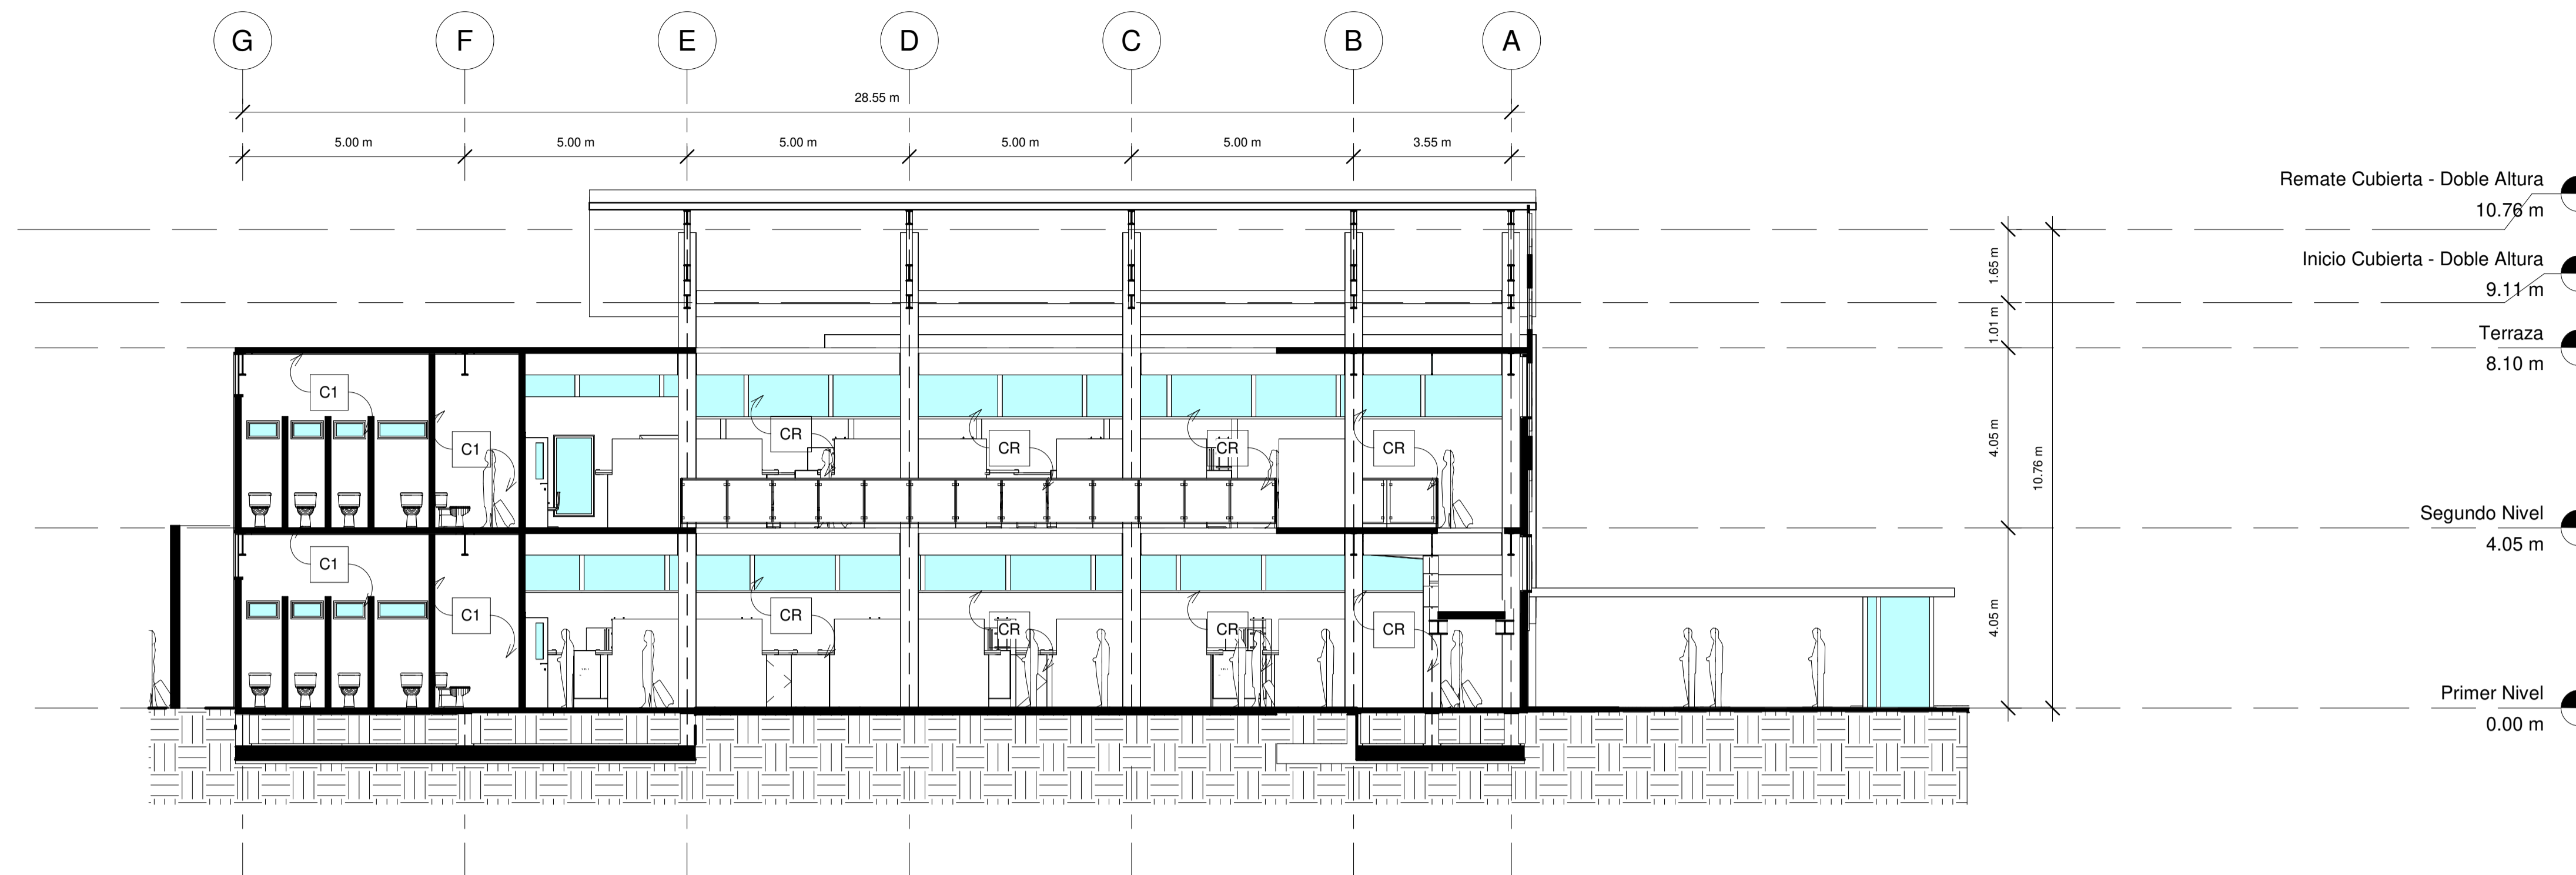 G F E D C B A
28.55 m
5.00 m 5.00 m 5.00 m 5.00 m 5.00 m 3.55 m
Remate Cubierta - Doble Altura
10.76 m
Inicio Cubierta - Doble Altura
9.11 m
1.65 m
1.01 m
Terraza
8.10 m
C1
CR
C1 CR CR CR
4.05 m
10.76 m
Segundo Nivel
4.05 m
C1
C1 CR CR CR CR
4.05 m
Primer Nivel
0.00 m